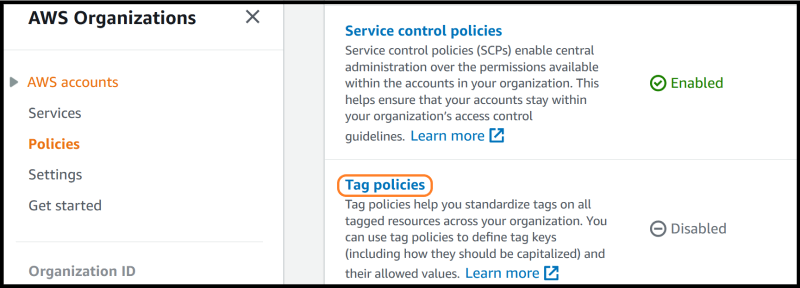 AWS Organizations
AWS accounts
Services
Policies
Settings
Get started
Organization ID
Service control policies
Service control policies (SCPs) enable central
administration over the permissions available
within the accounts in your organization. This
helps ensure that your accounts stay within
your organization’s access control
guidelines. Learn more
Enabled
Tag policies
Tag policies help you standardize tags on all
tagged resources across your organization. You
can use tag policies to define tag keys
(including how they should be capitalized) and
their allowed values. Learn more
Disabled